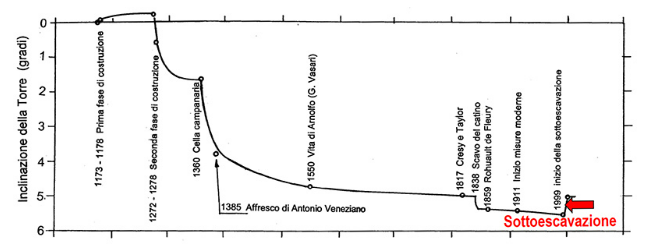 Inclinazione della Torre (gradi)
0
1
2
3
4
5
6
1173 - 1178 Prima fase di costruzione
1272 - 1278 Seconda fase di costruzione
1360 Cella campanaria
1385 Affresco di Antonio Veneziano
1550 Vita di Arnolfo (G. Vasari)
1817 Cresy e Taylor
1838 Scavo del catino
1859 Rohuault de Fleury
1911 Inizio misure moderne
1999 inizio della sottoescavazione
Sottoescavazione